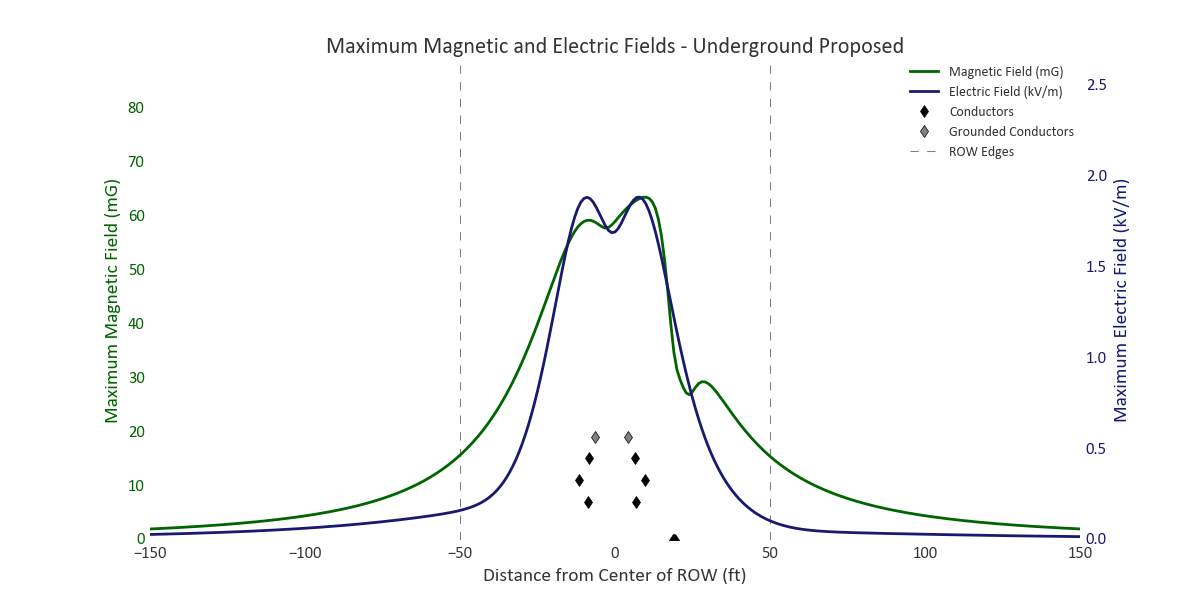 Maximum Magnetic and Electric Fields - Underground Proposed
Magnetic Field (mG)
Electric Field (kV/m)
Conductors
Grounded Conductors
ROW Edges
Maximum Magnetic Field (mG)
80
70
60
50
40
30
20
10
0
2.5
2.0
1.5
1.0
0.5
0.0
Maximum Electric Field (kV/m)
−150
−100
−50
0
50
100
150
Distance from Center of ROW (ft)